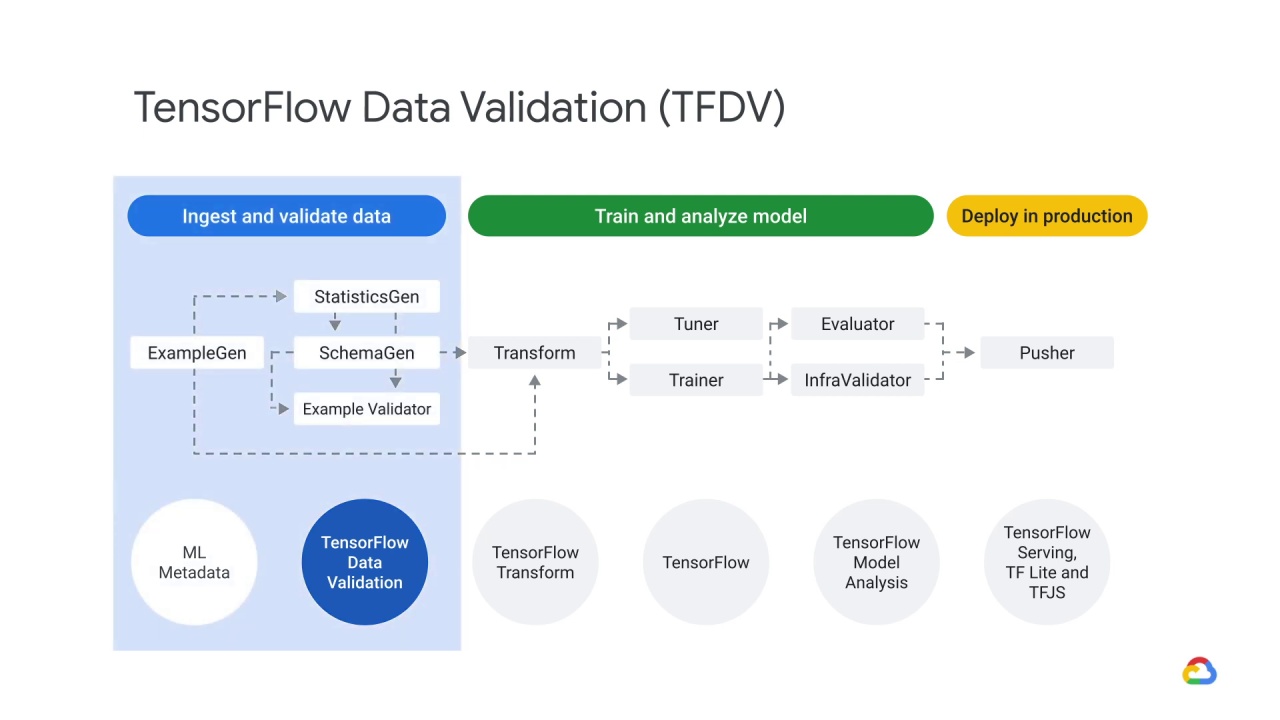 TensorFlow Data Validation (TFDV)
Ingest and validate data
Train and analyze model
Deploy in production
StatisticsGen
ExampleGen
SchemaGen
Example Validator
Transform
Tuner
Trainer
Evaluator
InfraValidator
Pusher
ML
Metadata
TensorFlow
Data
Validation
TensorFlow
Transform
TensorFlow
TensorFlow
Model
Analysis
TensorFlow
Serving,
TF Lite and
TFJS